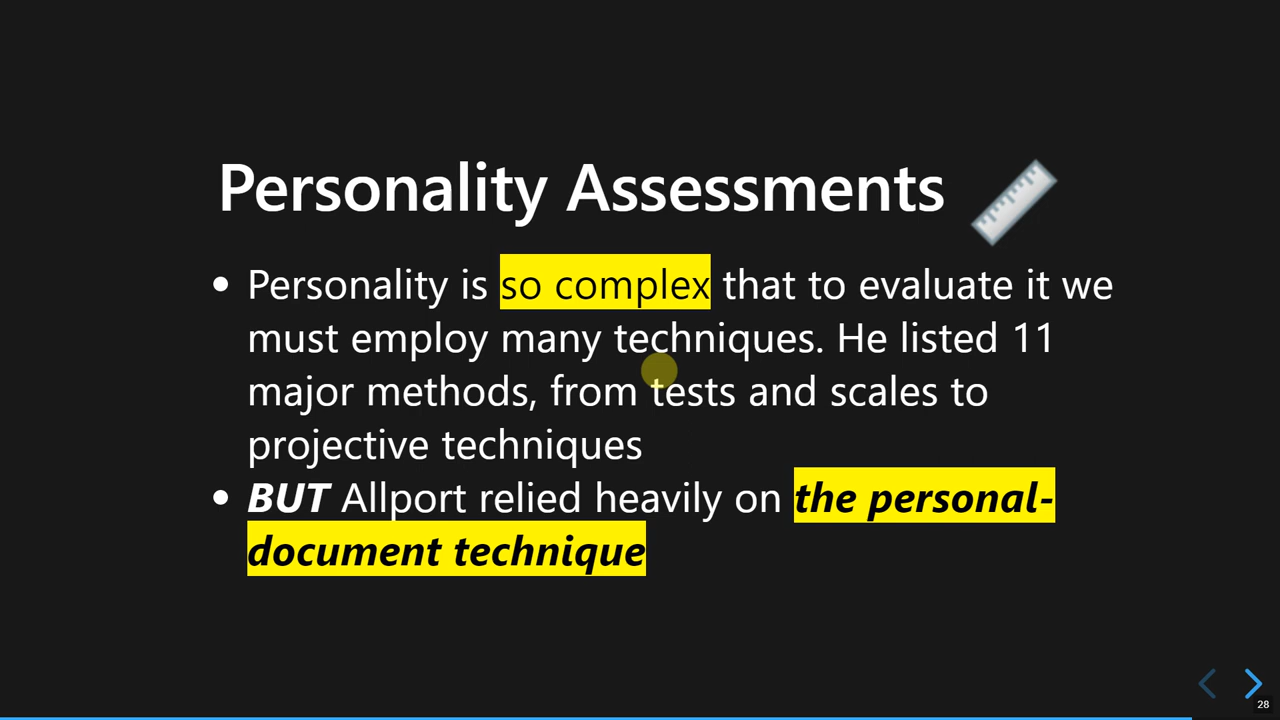 Personality Assessments
• Personality is so complex that to evaluate it we
must employ many techniques. He listed 11
major methods, from tests and scales to
projective techniques
• BUT Allport relied heavily on the personal-
document technique
28